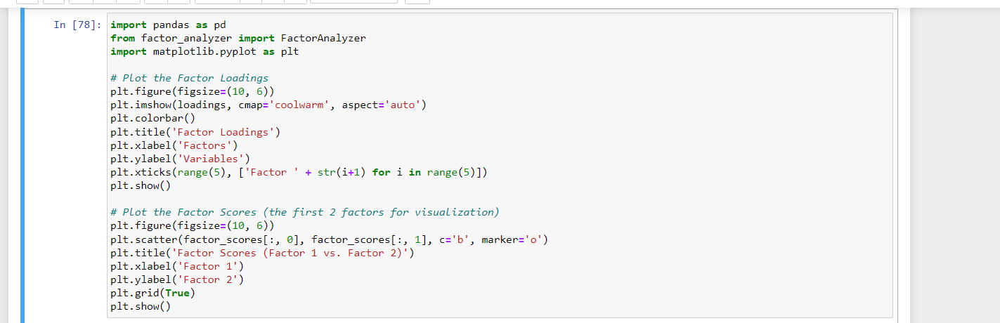 In [78]: import pandas as pd
from factor_analyzer import FactorAnalyzer
import matplotlib.pyplot as plt
# Plot the Factor Loadings
plt.figure(figsize=(10, 6))
plt.imshow(loadings, cmap='coolwarm', aspect='auto')
plt.colorbar()
plt.title('Factor Loadings')
plt.xlabel('Factors')
plt.ylabel('Variables')
plt.xticks(range(5), ['Factor ' + str(i+1) for i in range(5)])
plt.show()
# Plot the Factor Scores (the first 2 factors for visualization)
plt.figure(figsize=(10, 6))
plt.scatter(factor_scores[:, 0], factor_scores[:, 1], c='b', marker='o')
plt.title('Factor Scores (Factor 1 vs. Factor 2)')
plt.xlabel('Factor 1')
plt.ylabel('Factor 2')
plt.grid(True)
plt.show()